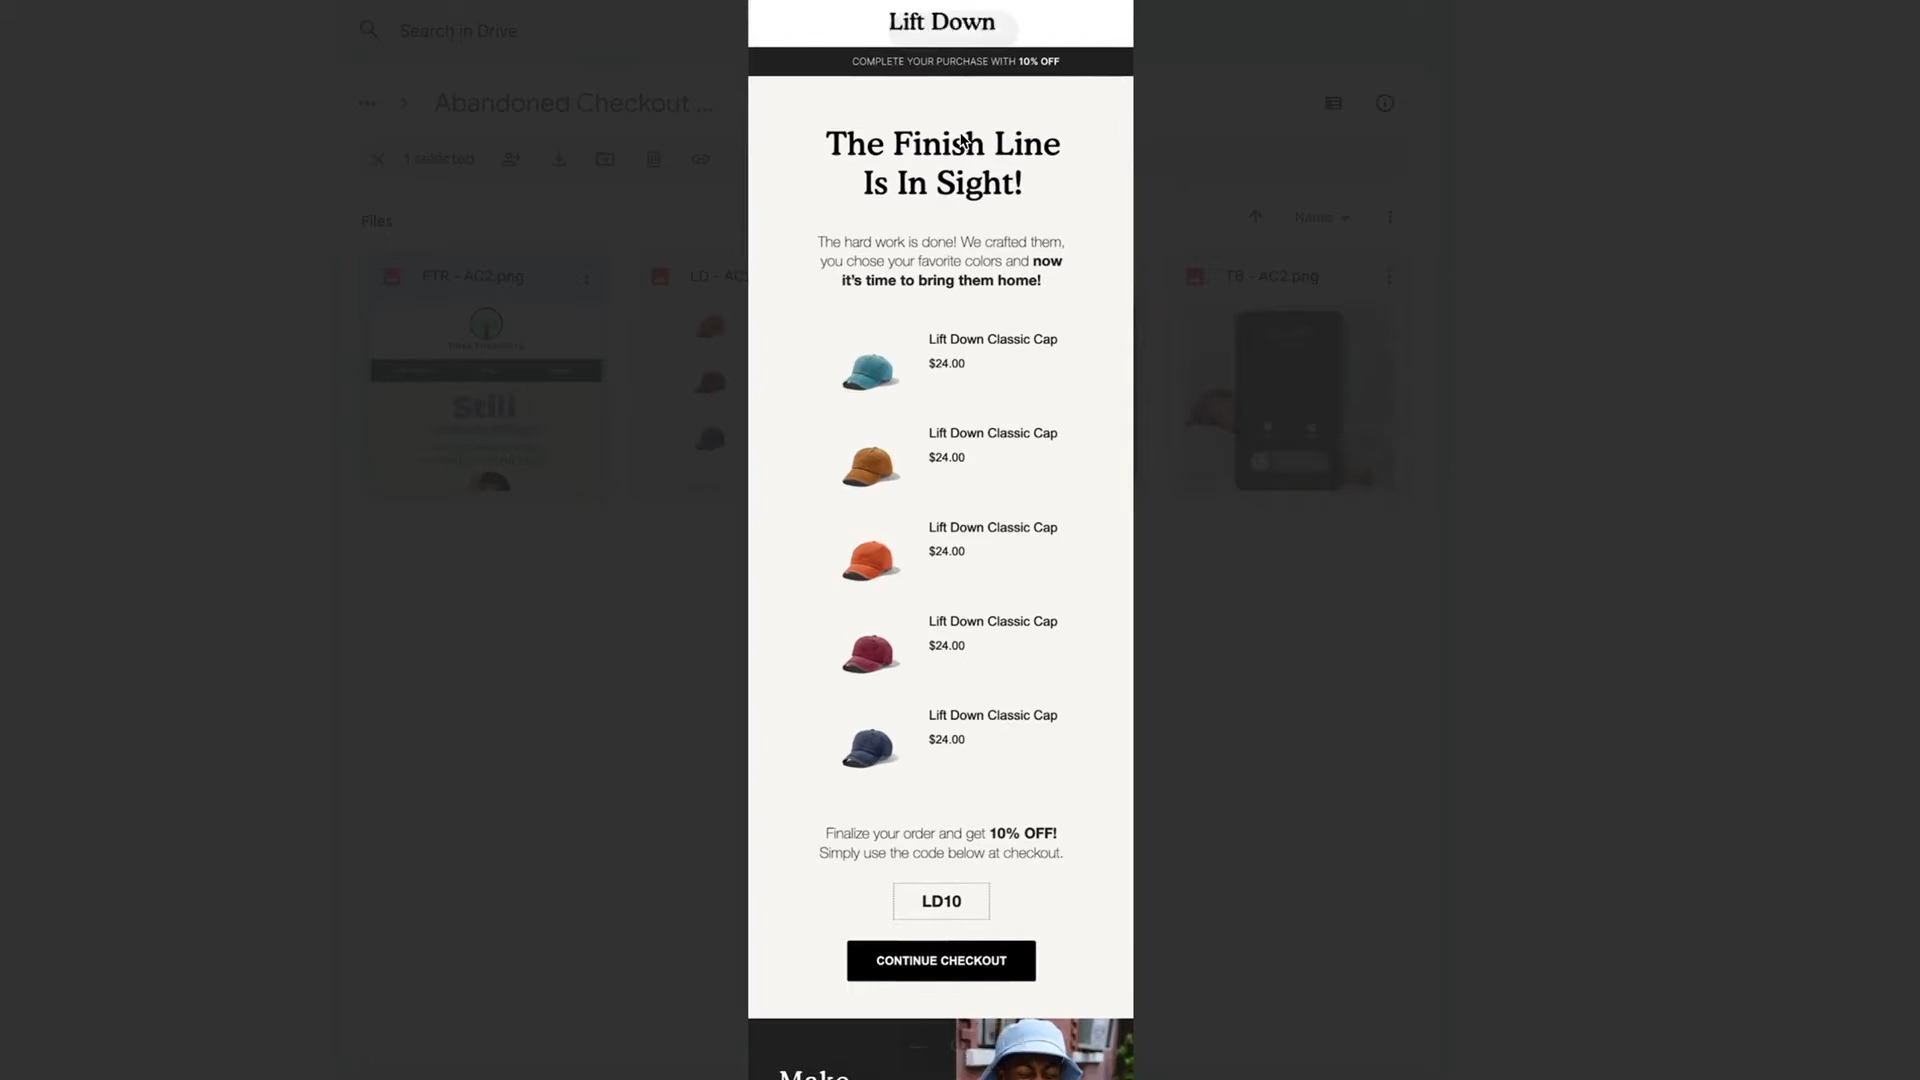 Search in Drive
Abandoned Checkout ...
1 selected
Files
Name
FTR - AC2.png
LD - AC
TB - AC2.png
Still
Lift Down
COMPLETE YOUR PURCHASE WITH 10% OFF
The Finish Line
Is In Sight!
The hard work is done! We crafted them,
you chose your favorite colors and now
it's time to bring them home!
Lift Down Classic Cap
$24.00
Lift Down Classic Cap
$24.00
Lift Down Classic Cap
$24.00
Lift Down Classic Cap
$24.00
Lift Down Classic Cap
$24.00
Finalize your order and get 10% OFF!
Simply use the code below at checkout.
LD10
CONTINUE CHECKOUT
Make